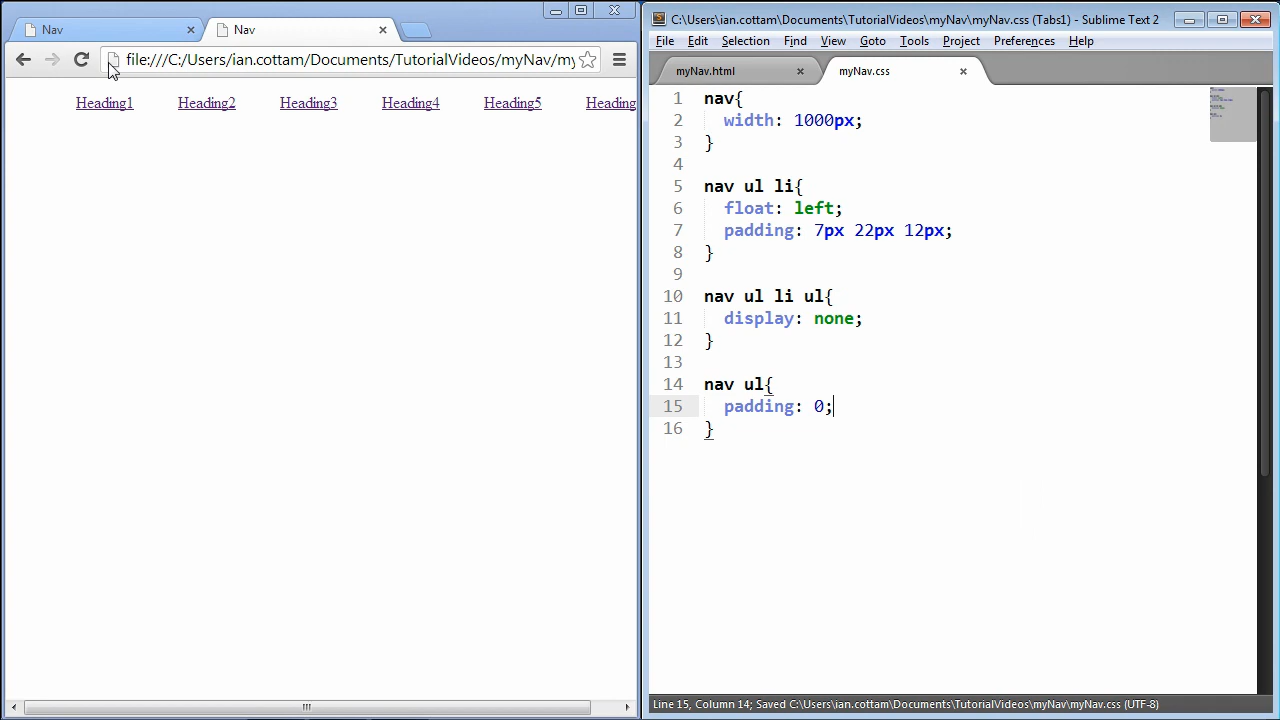 Nav
Nav
file:///C:/Users/ian.cottam/Documents/TutorialVideos/myNav/my
Heading1 Heading2 Heading3 Heading4 Heading5 Heading
C:\Users\ian.cottam\Documents\TutorialVideos\myNav\myNav.css (Tabs1) - Sublime Text 2
File Edit Selection Find View Goto Tools Project Preferences Help
myNav.html myNav.css
1 nav{
2 width: 1000px;
3 }
4
5 nav ul li{
6 float: left;
7 padding: 7px 22px 12px;
8 }
9
10 nav ul li ul{
11 display: none;
12 }
13
14 nav ul{
15 padding: 0;
16 }
Line 15, Column 14; Saved C:\Users\ian.cottam\Documents\TutorialVideos\myNav\myNav.css (UTF-8)